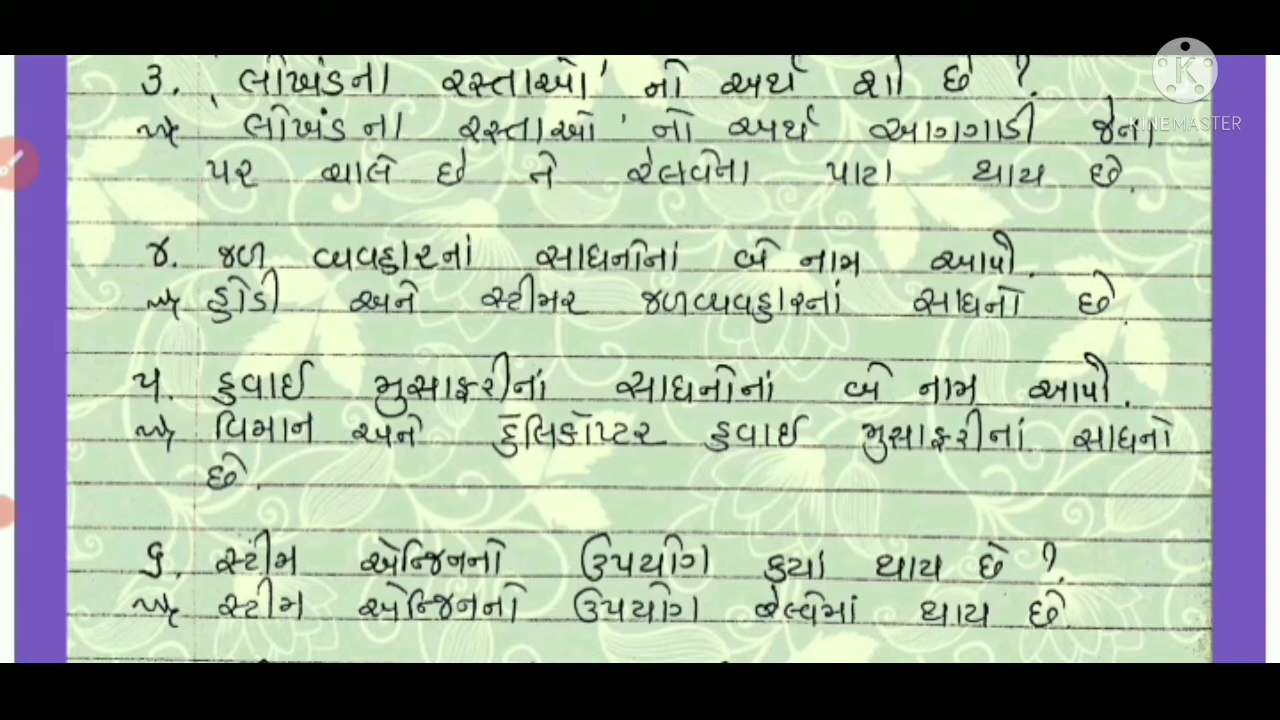 ૩. 'લોખંડના રસ્તાઓ' નો અર્થ શો છે ?
'લોખંડના રસ્તાઓ' નો અર્થ આગગાડી જેના
પર ચાલે છે તે રેલવેના પાટા થાય છે.
૪. જળ વ્યવહારનાં સાધનોનાં બે નામ આપો.
હોડી અને સ્ટીમર જળવ્યવહારનાં સાધનો છે.
૫. હવાઈ મુસાફરીનાં સાધનોનાં બે નામ આપો.
વિમાન અને હૅલિકૉપ્ટર હવાઈ મુસાફરીનાં સાધનો
છે.
૬. સ્ટીમ એન્જિનનો ઉપયોગ કયાં થાય છે ?
સ્ટીમ એન્જિનનો ઉપયોગ રેલ્વેમાં થાય છે.
K
KINEMASTER